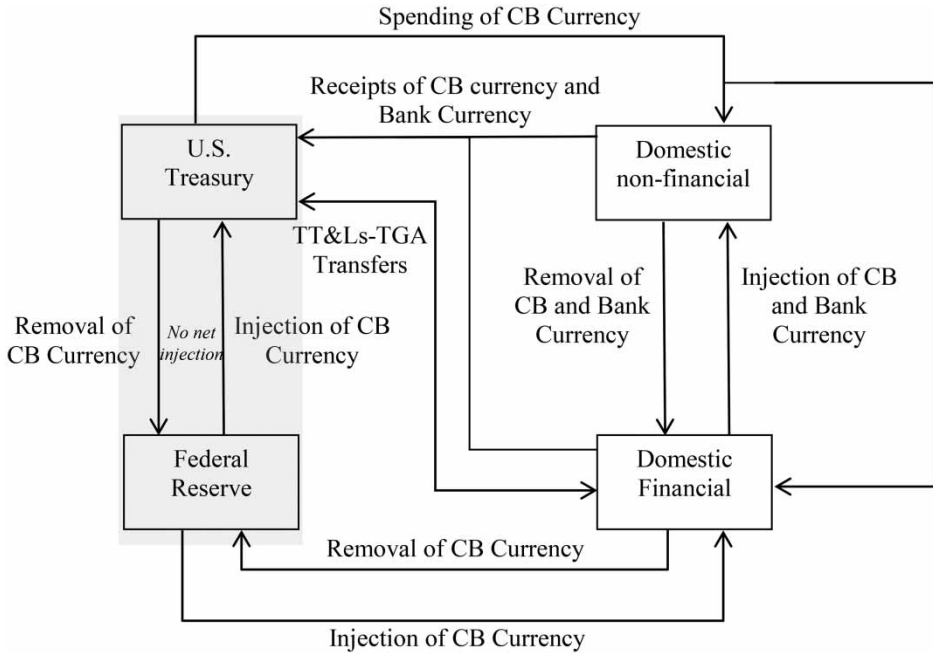 Spending of CB Currency
Receipts of CB currency and
Bank Currency
U.S.
Treasury
Domestic
non-financial
TT&Ls-TGA
Transfers
Removal of
CB Currency
No net
injection
Injection of CB
Currency
Removal of
CB and Bank
Currency
Injection of CB
and Bank
Currency
Federal
Reserve
Domestic
Financial
Removal of CB Currency
Injection of CB Currency